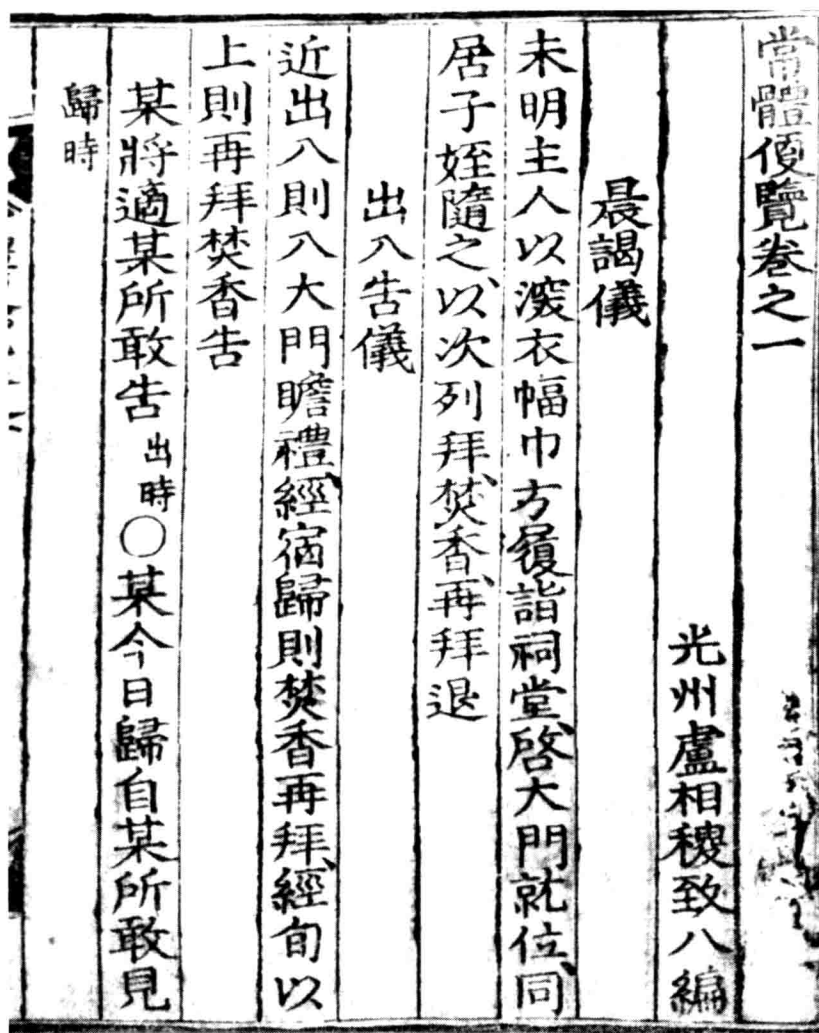 常體便覽卷之一
光州盧相稷致八編
晨謁儀
未明主人以深衣幅巾方履詣祠堂啓大門就位同
居子姪隨之以次列拜焚香再拜退
出入告儀
近出入則入大門瞻禮經宿歸則焚香再拜經旬以
上則再拜焚香告
某將適某所敢告 出時○某今日歸自某所敢見
歸時